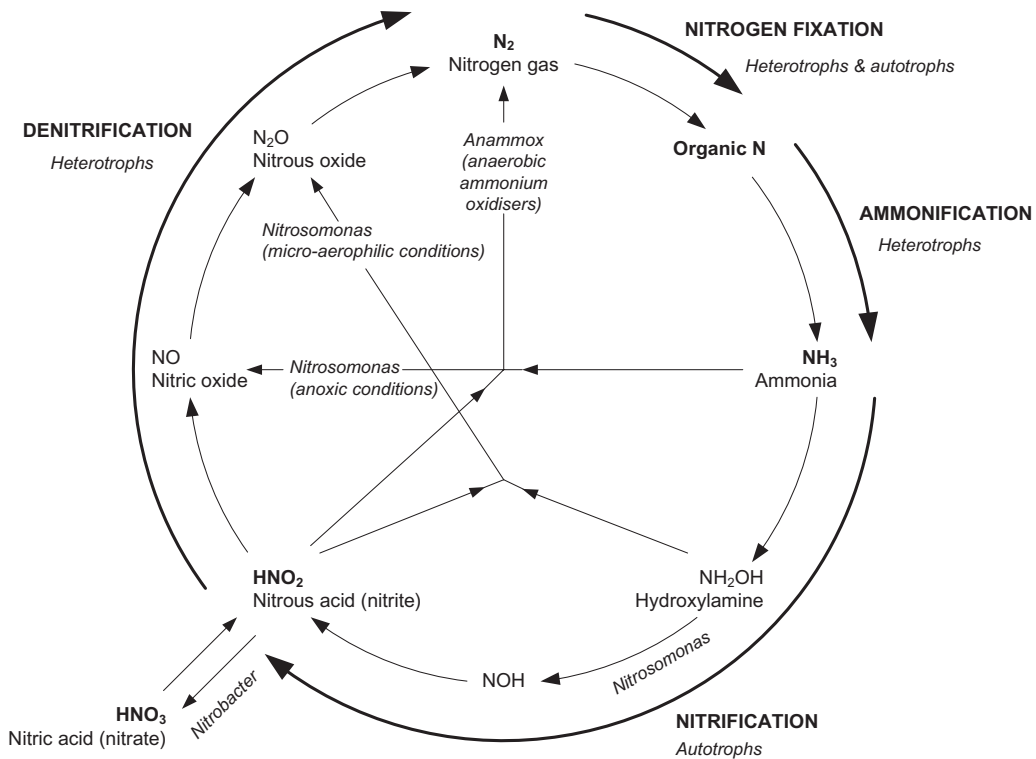 N₂
Nitrogen gas
NITROGEN FIXATION
Heterotrophs & autotrophs
DENITRIFICATION
Heterotrophs
N₂O
Nitrous oxide
Anammox
(anaerobic
ammonium
oxidisers)
Organic N
AMMONIFICATION
Heterotrophs
Nitrosomonas
(micro-aerophilic conditions)
NO
Nitric oxide
Nitrosomonas
(anoxic conditions)
NH₃
Ammonia
HNO₂
Nitrous acid (nitrite)
NH₂OH
Hydroxylamine
Nitrosomonas
NOH
HNO₃
Nitric acid (nitrate)
Nitrobacter
NITRIFICATION
Autotrophs